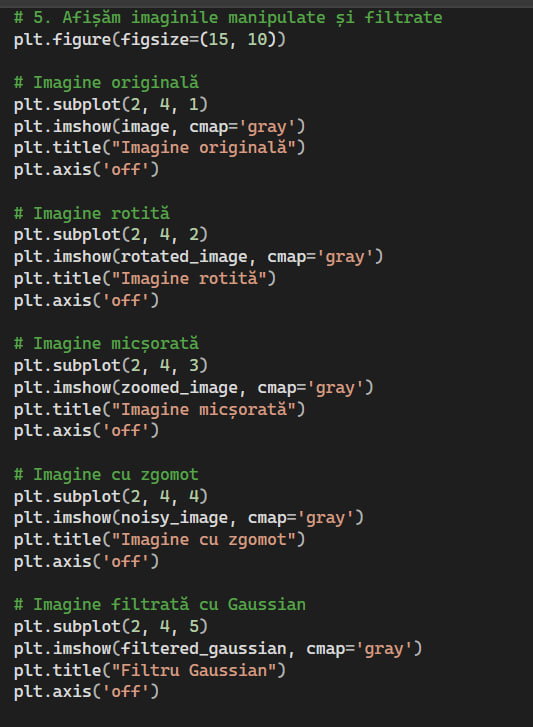 # 5. Afișăm imaginile manipulate și filtrate
plt.figure(figsize=(15, 10))
# Imagine originală
plt.subplot(2, 4, 1)
plt.imshow(image, cmap='gray')
plt.title("Imagine originală")
plt.axis('off')
# Imagine rotită
plt.subplot(2, 4, 2)
plt.imshow(rotated_image, cmap='gray')
plt.title("Imagine rotită")
plt.axis('off')
# Imagine micșorată
plt.subplot(2, 4, 3)
plt.imshow(zoomed_image, cmap='gray')
plt.title("Imagine micșorată")
plt.axis('off')
# Imagine cu zgomot
plt.subplot(2, 4, 4)
plt.imshow(noisy_image, cmap='gray')
plt.title("Imagine cu zgomot")
plt.axis('off')
# Imagine filtrată cu Gaussian
plt.subplot(2, 4, 5)
plt.imshow(filtered_gaussian, cmap='gray')
plt.title("Filtru Gaussian")
plt.axis('off')